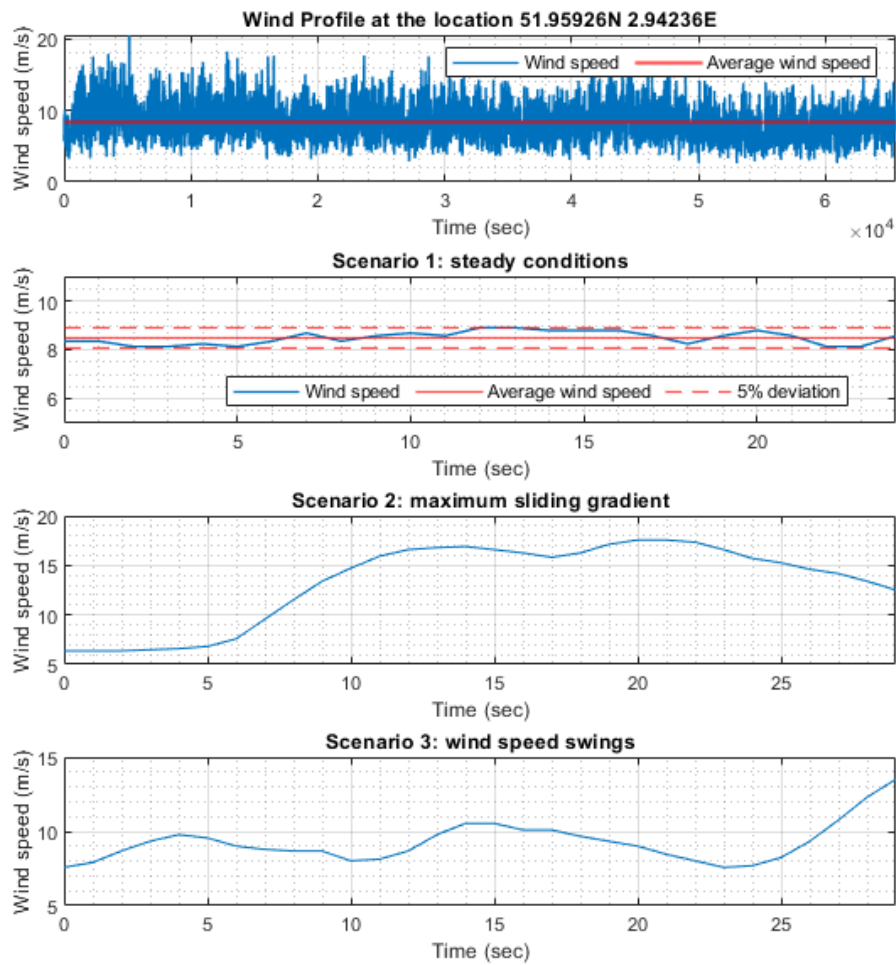 Wind Profile at the location 51.95926N 2.94236E
Wind speed (m/s)
20
10
0
Wind speed
Average wind speed
0 1 2 3 4 5 6
Time (sec)
×10^4
Scenario 1: steady conditions
Wind speed (m/s)
10
8
6
Wind speed
Average wind speed
5% deviation
0 5 10 20
Time (sec)
Scenario 2: maximum sliding gradient
Wind speed (m/s)
20
15
10
5
0 5 10 15 20 25
Time (sec)
Scenario 3: wind speed swings
Wind speed (m/s)
15
10
5
0 5 10 15 20 25
Time (sec)